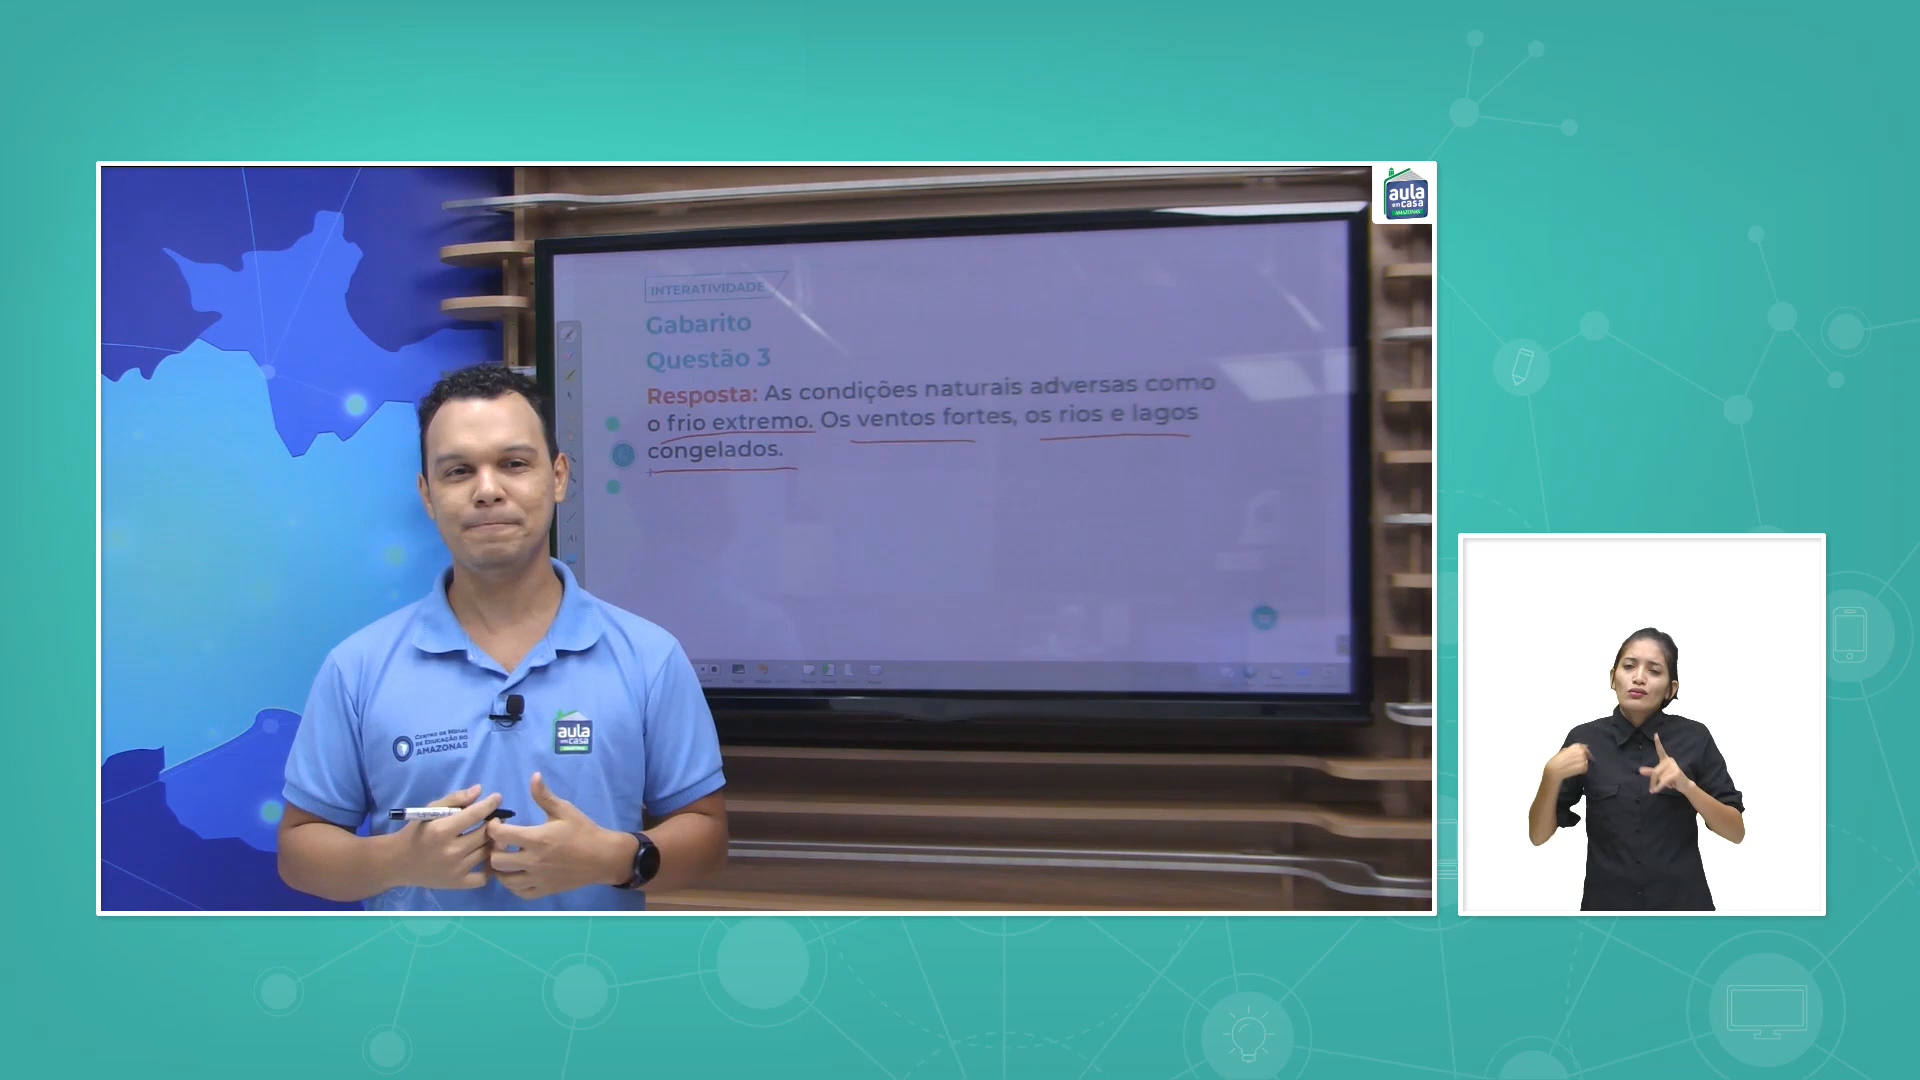 INTERATIVIDADE
Gabarito
Questão 3
Resposta: As condições naturais adversas como
o frio extremo. Os ventos fortes, os rios e lagos
congelados.
aula
em casa
AMAZONAS
CENTRO DE MÍDIAS
DE EDUCAÇÃO DO
AMAZONAS
aula
em casa